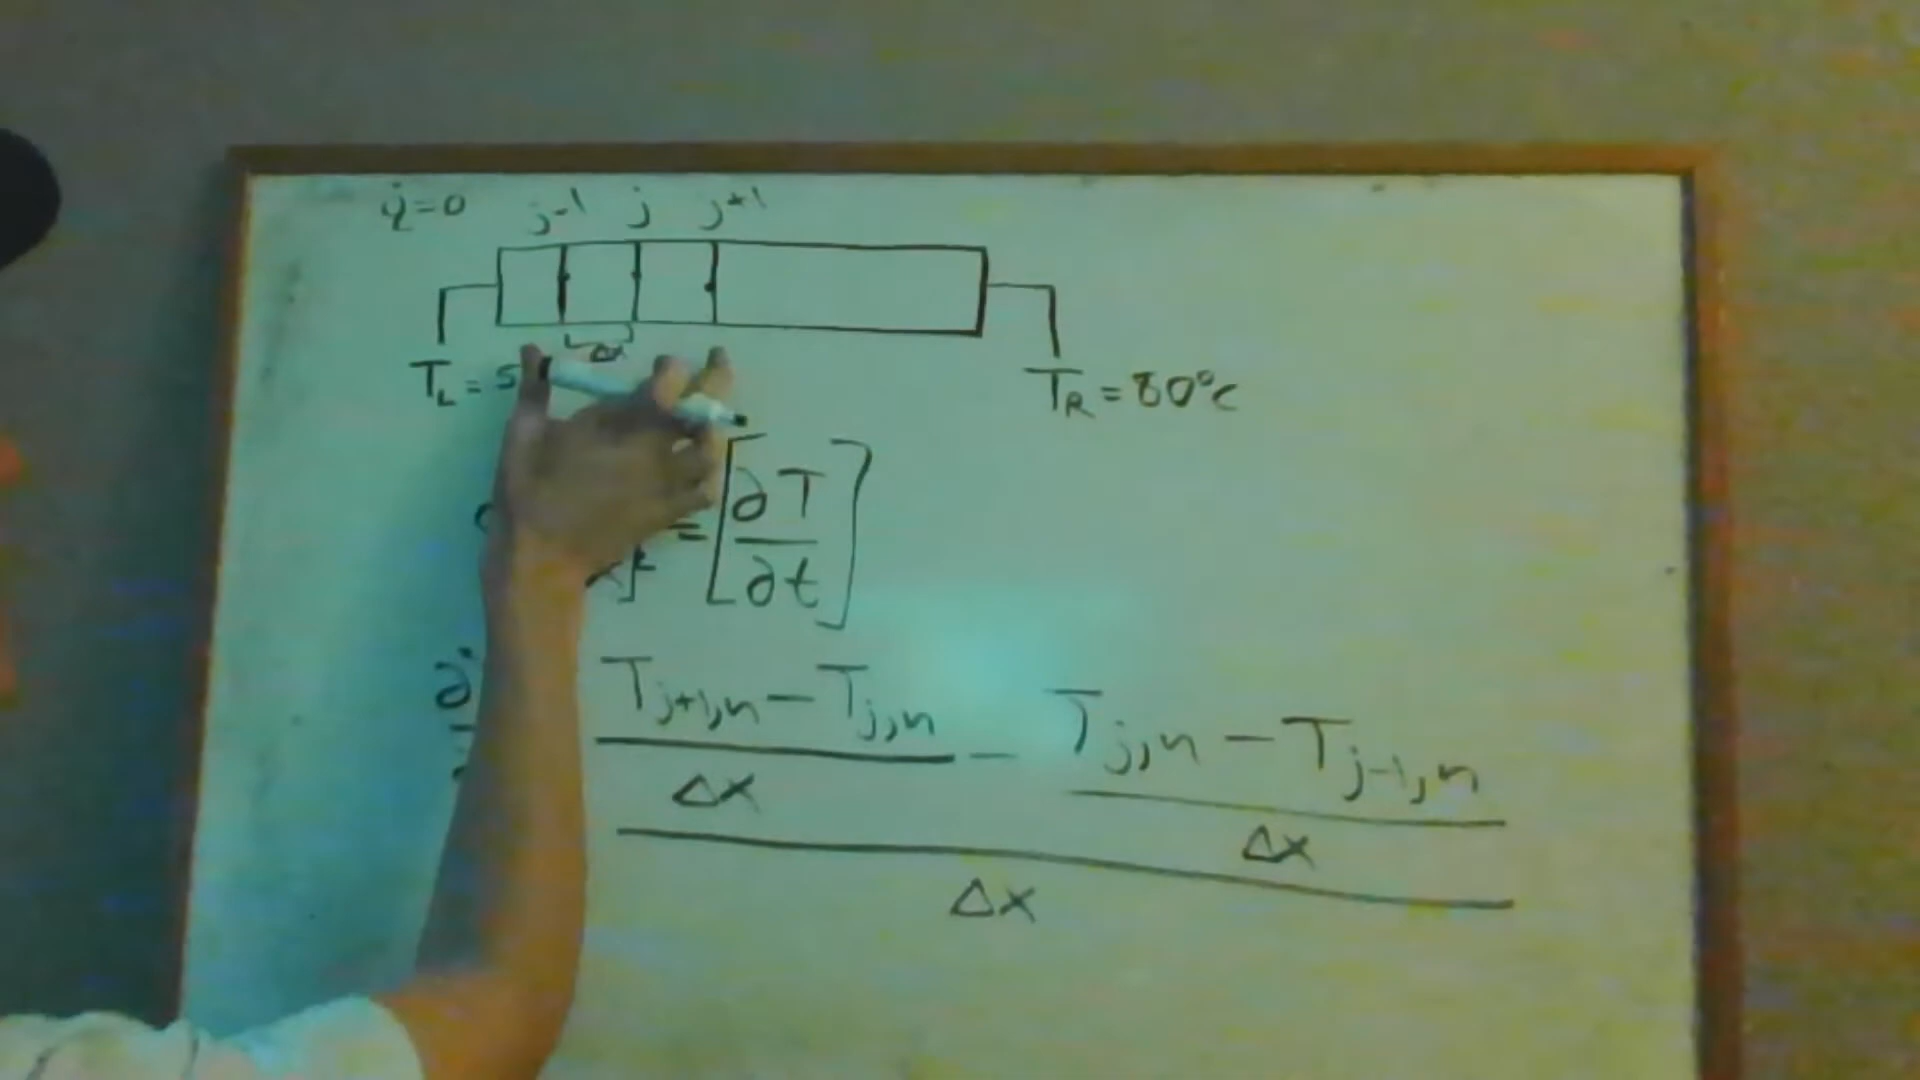 q̇=0 j-1 j j+1
Δx
T_L = 5
T_R = 80°C
= [∂T/∂t]
T_{j+1,n} - T_{j,n} - T_{j,n} - T_{j-1,n}
Δx Δx
Δx